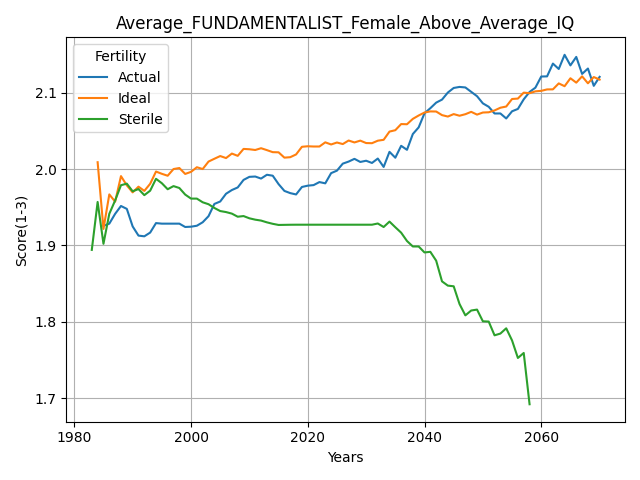 Average_FUNDAMENTALIST_Female_Above_Average_IQ
Fertility
Actual
Ideal
Sterile
Score(1-3)
2.1
2.0
1.9
1.8
1.7
1980
2000
2020
2040
2060
Years